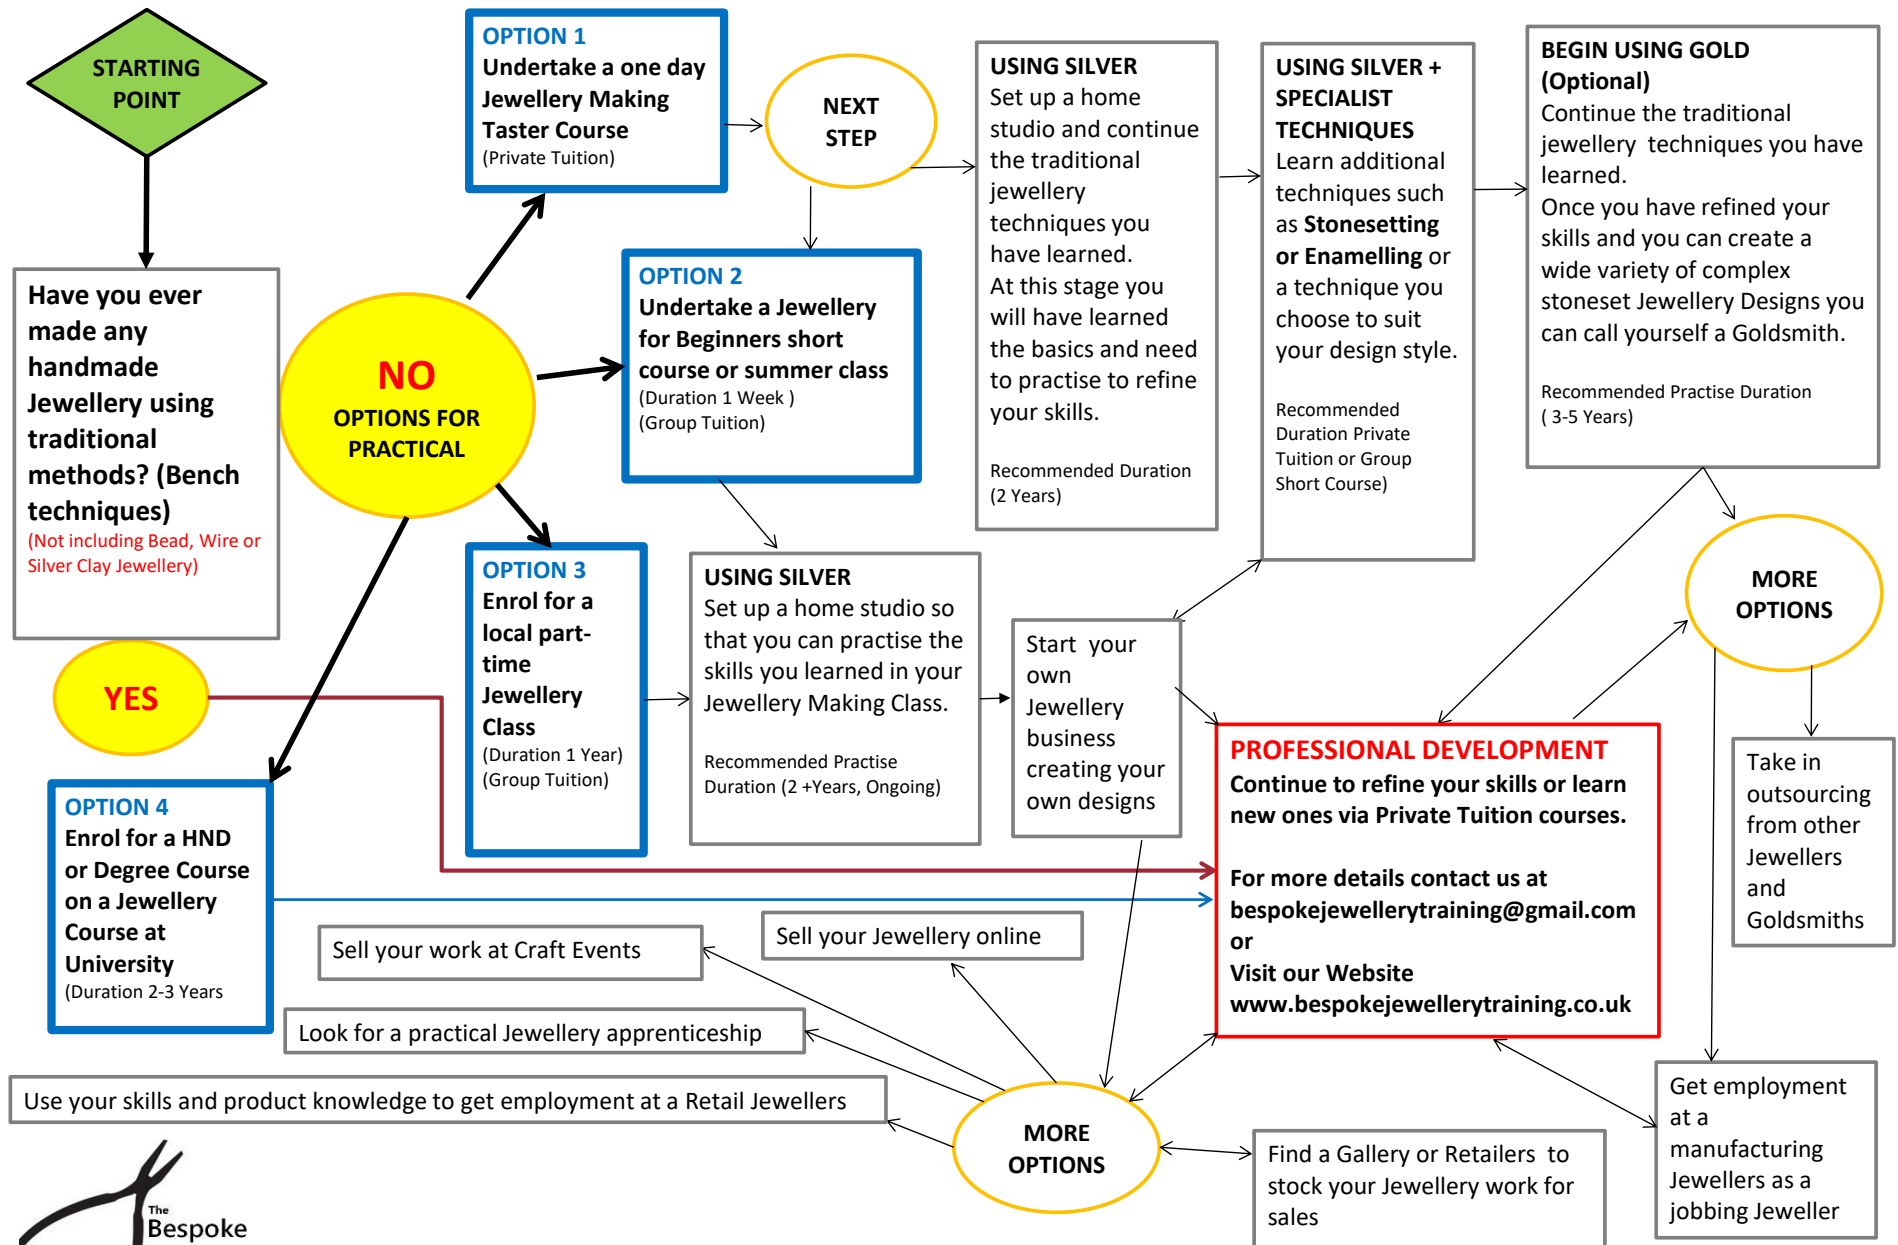 STARTING
POINT
Have you ever
made any
handmade
Jewellery using
traditional
methods? (Bench
techniques)
(Not including Bead, Wire or
Silver Clay Jewellery)
YES
NO
OPTIONS FOR
PRACTICAL
OPTION 1
Undertake a one day
Jewellery Making
Taster Course
(Private Tuition)
NEXT
STEP
USING SILVER
Set up a home
studio and continue
the traditional
jewellery
techniques you
have learned.
At this stage you
will have learned
the basics and need
to practise to refine
your skills.
Recommended Duration
(2 Years)
USING SILVER +
SPECIALIST
TECHNIQUES
Learn additional
techniques such
as Stonesetting
or Enamelling or
a technique you
choose to suit
your design style.
Recommended
Duration Private
Tuition or Group
Short Course)
BEGIN USING GOLD
(Optional)
Continue the traditional
jewellery techniques you have
learned.
Once you have refined your
skills and you can create a
wide variety of complex
stoneset Jewellery Designs you
can call yourself a Goldsmith.
Recommended Practise Duration
( 3-5 Years)
OPTION 2
Undertake a Jewellery
for Beginners short
course or summer class
(Duration 1 Week )
(Group Tuition)
OPTION 3
Enrol for a
local part-
time
Jewellery
Class
(Duration 1 Year)
(Group Tuition)
USING SILVER
Set up a home studio so
that you can practise the
skills you learned in your
Jewellery Making Class.
Recommended Practise
Duration (2 +Years, Ongoing)
Start your
own
Jewellery
business
creating your
own designs
MORE
OPTIONS
PROFESSIONAL DEVELOPMENT
Continue to refine your skills or learn
new ones via Private Tuition courses.
For more details contact us at
bespokejewellerytraining@gmail.com
or
Visit our Website
www.bespokejewellerytraining.co.uk
Take in
outsourcing
from other
Jewellers
and
Goldsmiths
OPTION 4
Enrol for a HND
or Degree Course
on a Jewellery
Course at
University
(Duration 2-3 Years
Sell your work at Craft Events
Sell your Jewellery online
Look for a practical Jewellery apprenticeship
Use your skills and product knowledge to get employment at a Retail Jewellers
MORE
OPTIONS
Find a Gallery or Retailers to
stock your Jewellery work for
sales
Get employment
at a
manufacturing
Jewellers as a
jobbing Jeweller
The
Bespoke